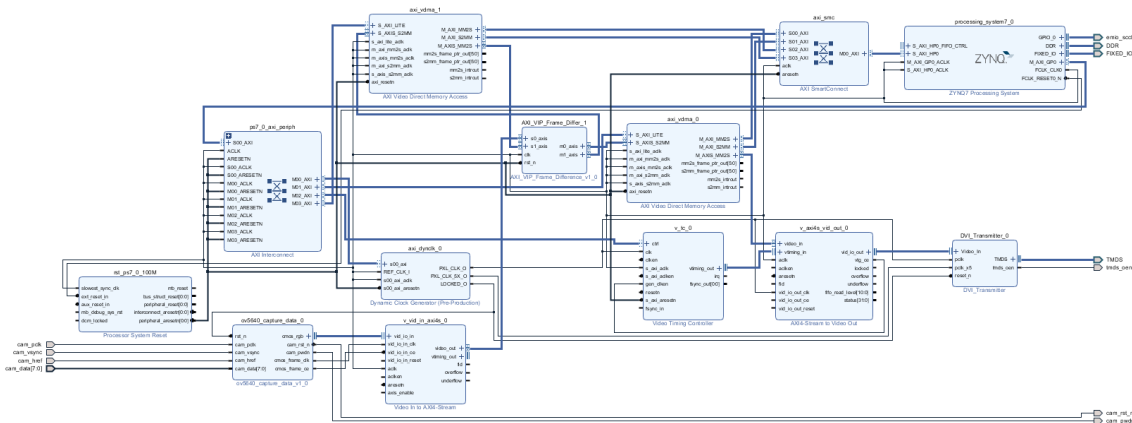 axi_vdma_1
S_AXI_LITE
S_AXIS_S2MM
s_axi_lite_aclk
m_axi_mm2s_aclk
m_axis_mm2s_aclk
m_axi_s2mm_aclk
s_axis_s2mm_aclk
axi_resetn
M_AXI_MM2S
M_AXI_S2MM
M_AXIS_MM2S
mm2s_frame_ptr_out[5:0]
s2mm_frame_ptr_out[5:0]
mm2s_introut
s2mm_introut
AXI Video Direct Memory Access
axi_smc
S00_AXI
S01_AXI
S02_AXI
S03_AXI
aclk
aresetn
M00_AXI
AXI SmartConnect
processing_system7_0
S_AXI_HP0_FIFO_CTRL
S_AXI_HP0
M_AXI_GP0_ACLK
S_AXI_HP0_ACLK
ZYNQ
GPIO_0
DDR
FIXED_IO
M_AXI_GP0
FCLK_CLK0
FCLK_RESET0_N
ZYNQ7 Processing System
DDR
FIXED_IO
ps7_0_axi_periph
S00_AXI
ACLK
ARESETN
S00_ACLK
S00_ARESETN
M00_ACLK
M00_ARESETN
M01_ACLK
M01_ARESETN
M02_ACLK
M02_ARESETN
M03_ACLK
M03_ARESETN
M00_AXI
M01_AXI
M02_AXI
M03_AXI
AXI Interconnect
AXI_VIP_Frame_Differ_1
s0_axis
s1_axis
clk
rst_n
m0_axis
m1_axis
AXI_VIP_Frame_Difference_v1_0
axi_vdma_0
S_AXI_LITE
S_AXIS_S2MM
s_axi_lite_aclk
m_axi_mm2s_aclk
m_axis_mm2s_aclk
m_axi_s2mm_aclk
s_axis_s2mm_aclk
axi_resetn
M_AXI_MM2S
M_AXI_S2MM
M_AXIS_MM2S
mm2s_frame_ptr_out[5:0]
s2mm_frame_ptr_out[5:0]
mm2s_introut
s2mm_introut
AXI Video Direct Memory Access
axi_dynclk_0
s00_axi
REF_CLK_I
s00_axi_aclk
s00_axi_aresetn
PXL_CLK_O
PXL_CLK_5X_O
LOCKED_O
Dynamic Clock Generator (Pre-Production)
v_tc_0
ctrl
clk
clken
s_axi_aclk
s_axi_aclken
gen_clken
resetn
s_axi_aresetn
fsync_in
vtiming_out
irq
fsync_out[0:0]
Video Timing Controller
v_axi4s_vid_out_0
video_in
vtiming_in
aclk
aclken
aresetn
fid
vid_io_out_clk
vid_io_out_ce
vid_io_out_reset
vid_io_out
vtg_ce
locked
overflow
underflow
fifo_read_level[10:0]
status[31:0]
AXI4-Stream to Video Out
DVI_Transmitter_0
Video_in
pclk
pclk_x5
reset_n
TMDS
tmds_oen
DVI_Transmitter
TMDS
tmds_oen
rst_ps7_0_100M
slowest_sync_clk
ext_reset_in
aux_reset_in
mb_debug_sys_rst
dcm_locked
mb_reset
bus_struct_reset[0:0]
peripheral_reset[0:0]
interconnect_aresetn[0:0]
peripheral_aresetn[0:0]
Processor System Reset
cam_pclk
cam_vsync
cam_href
cam_data[7:0]
ov5640_capture_data_0
rst_n
cam_pclk
cam_vsync
cam_href
cam_data[7:0]
cmos_rgb
cam_rst_n
cam_pwdn
cmos_frame_clk
cmos_frame_ce
ov5640_capture_data_v1_0
v_vid_in_axi4s_0
vid_io_in
vid_io_in_clk
vid_io_in_ce
vid_io_in_reset
aclk
aclken
aresetn
axis_enable
video_out
vtiming_out
fid
overflow
underflow
Video In to AXI4-Stream